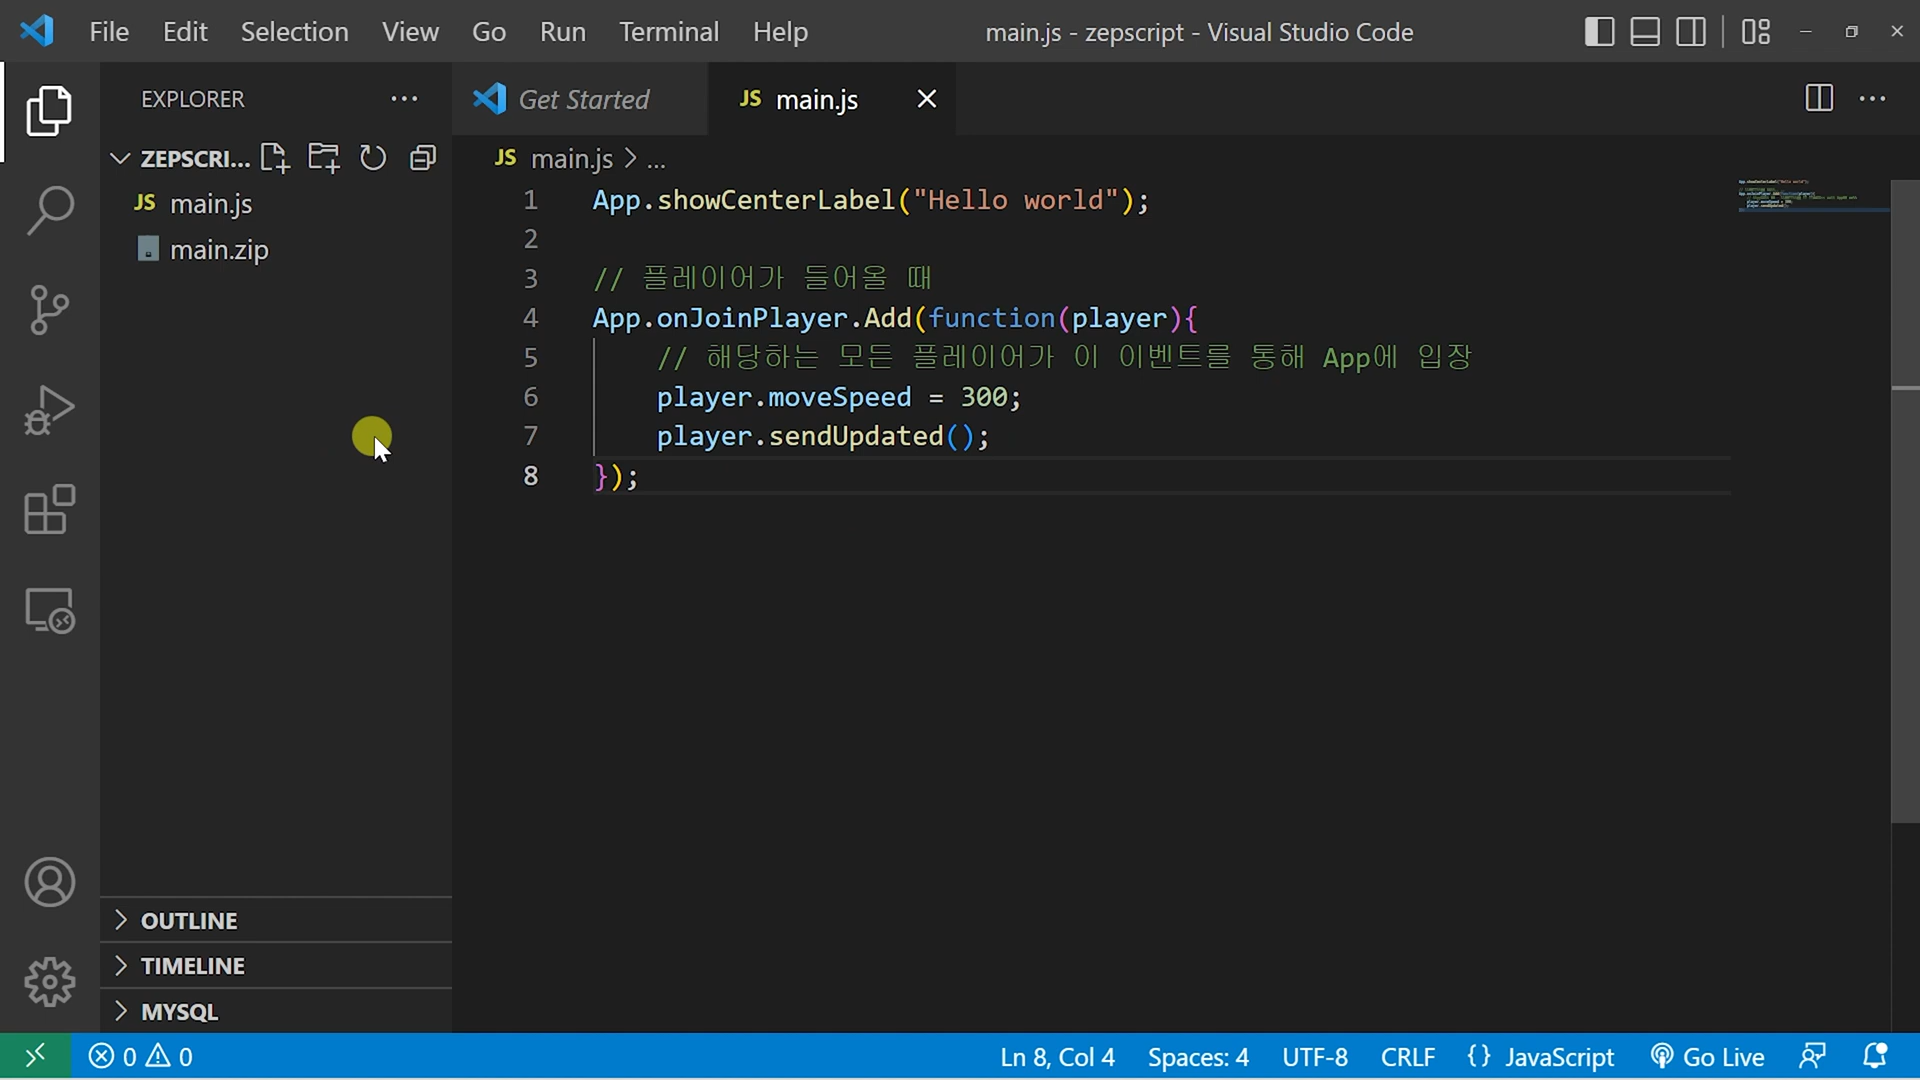 File Edit Selection View Go Run Terminal Help main.js - zepscript - Visual Studio Code
EXPLORER
Get Started
JS main.js
ZEPSCRI...
JS main.js
main.zip
JS main.js > ...
1 App.showCenterLabel("Hello world");
2
3 // 플레이어가 들어올 때
4 App.onJoinPlayer.Add(function(player){
5 // 해당하는 모든 플레이어가 이 이벤트를 통해 App에 입장
6 player.moveSpeed = 300;
7 player.sendUpdated();
8 });
OUTLINE
TIMELINE
MYSQL
0 0 Ln 8, Col 4 Spaces: 4 UTF-8 CRLF {} JavaScript Go Live